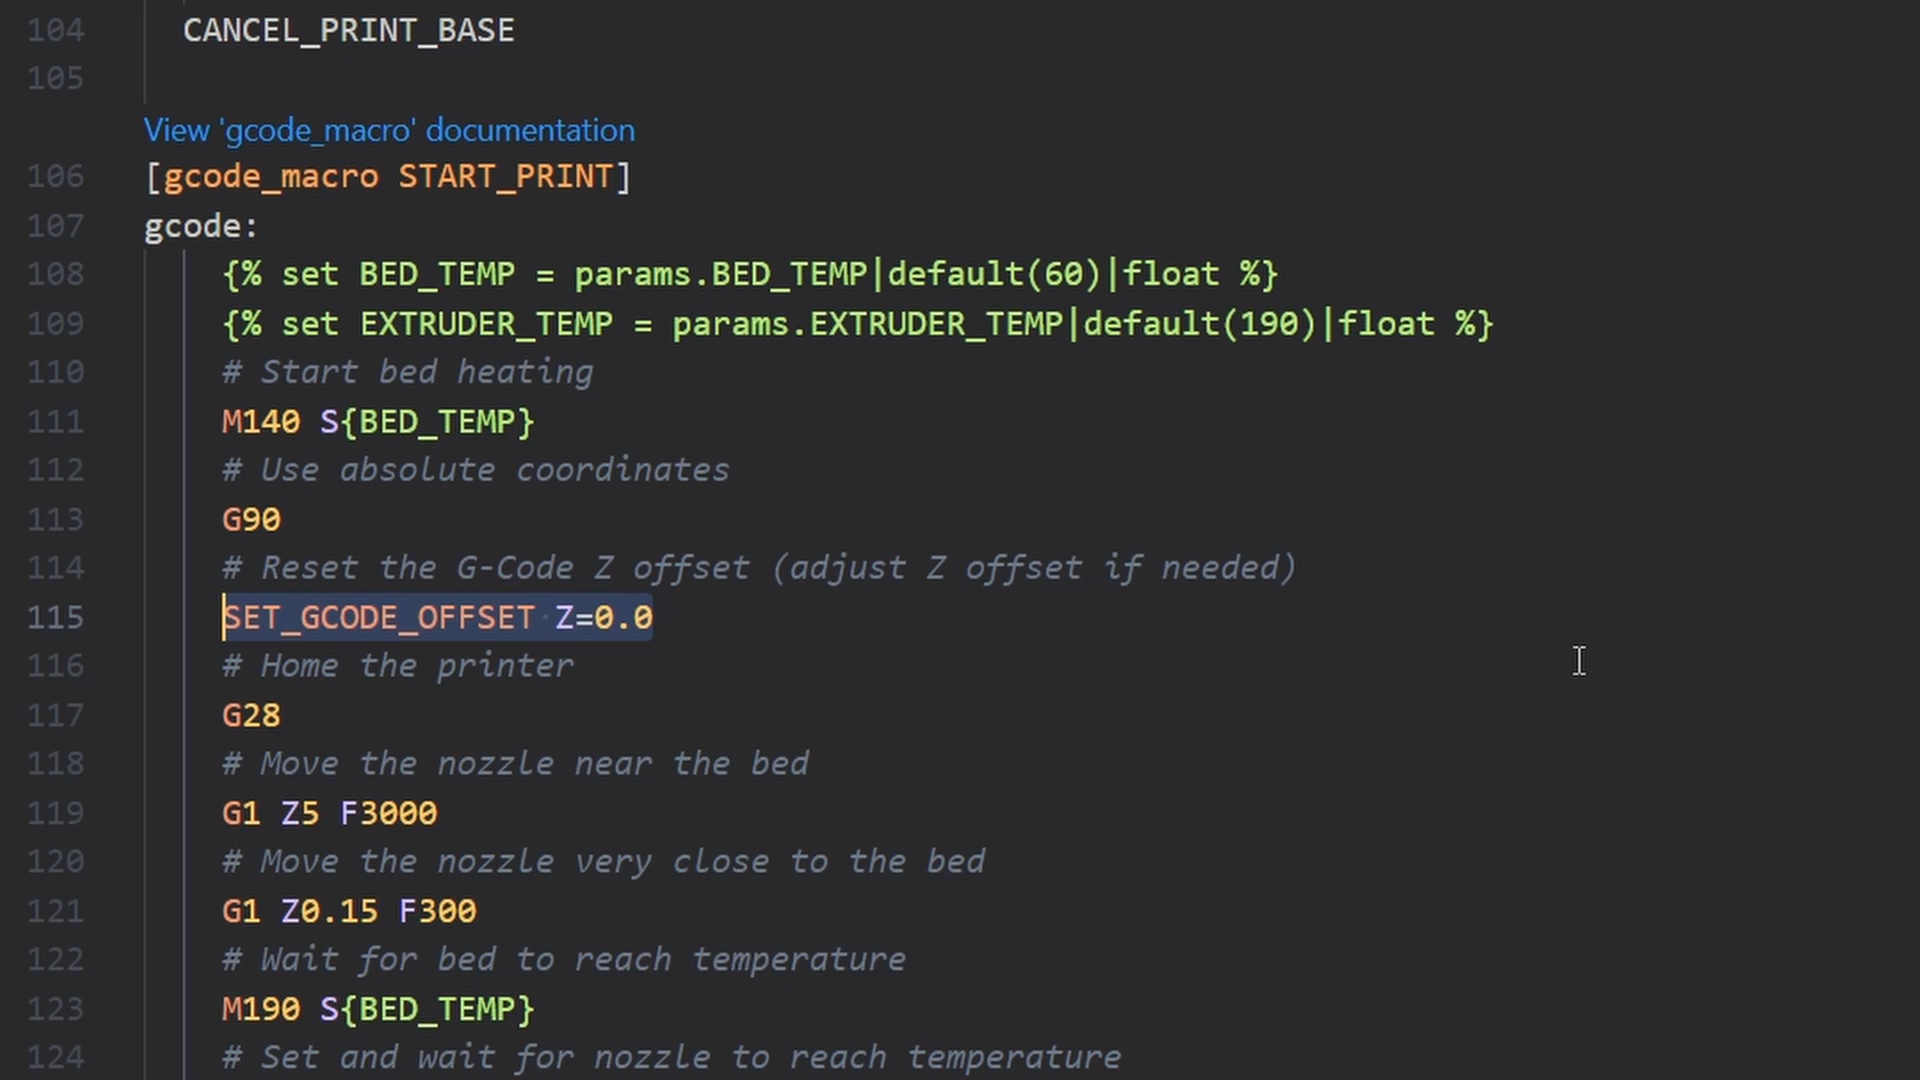 104 CANCEL_PRINT_BASE
105
View 'gcode_macro' documentation
106 [gcode_macro START_PRINT]
107 gcode:
108 {% set BED_TEMP = params.BED_TEMP|default(60)|float %}
109 {% set EXTRUDER_TEMP = params.EXTRUDER_TEMP|default(190)|float %}
110 # Start bed heating
111 M140 S{BED_TEMP}
112 # Use absolute coordinates
113 G90
114 # Reset the G-Code Z offset (adjust Z offset if needed)
115 SET_GCODE_OFFSET Z=0.0
116 # Home the printer
117 G28
118 # Move the nozzle near the bed
119 G1 Z5 F3000
120 # Move the nozzle very close to the bed
121 G1 Z0.15 F300
122 # Wait for bed to reach temperature
123 M190 S{BED_TEMP}
124 # Set and wait for nozzle to reach temperature